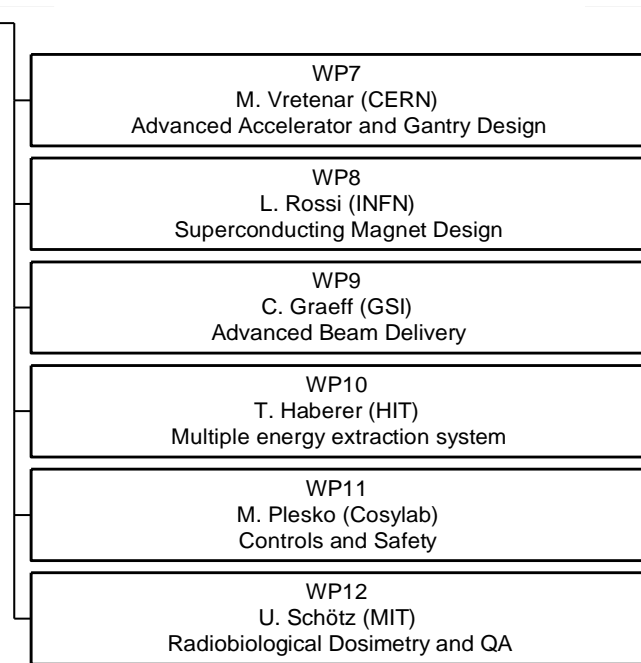 WP7
M. Vretenar (CERN)
Advanced Accelerator and Gantry Design
WP8
L. Rossi (INFN)
Superconducting Magnet Design
WP9
C. Graeff (GSI)
Advanced Beam Delivery
WP10
T. Haberer (HIT)
Multiple energy extraction system
WP11
M. Plesko (Cosylab)
Controls and Safety
WP12
U. Schötz (MIT)
Radiobiological Dosimetry and QA